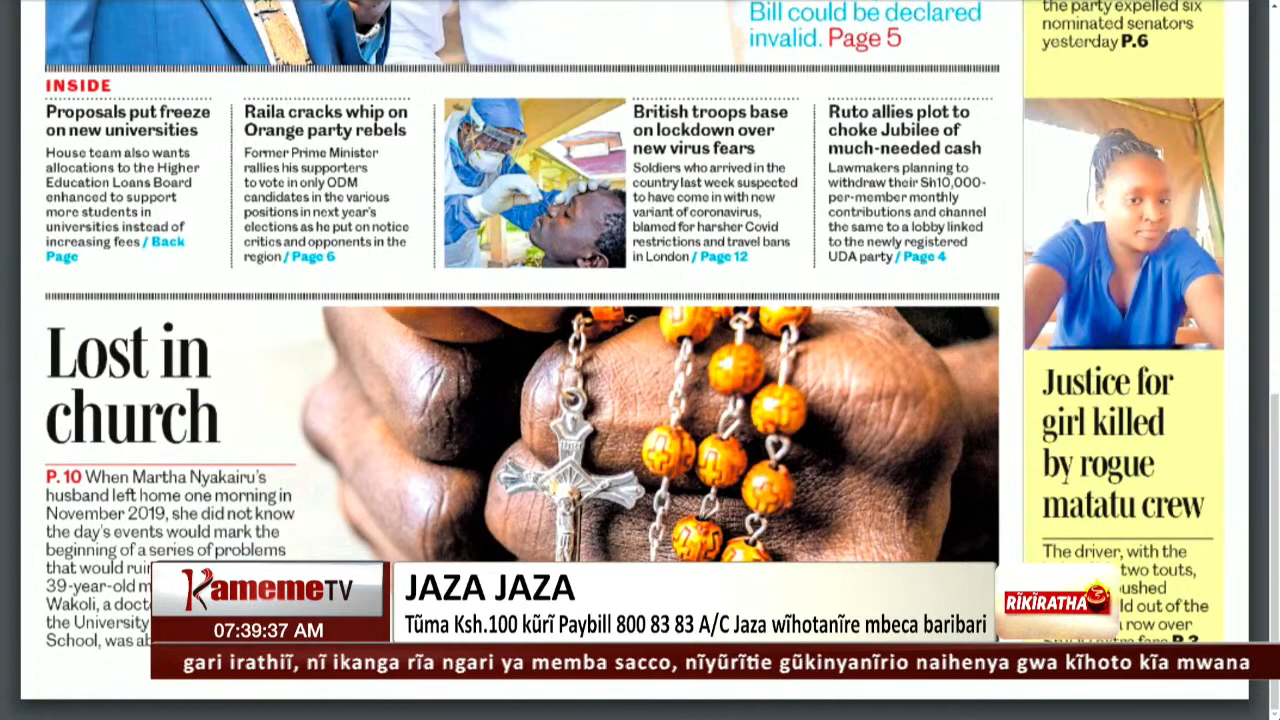 Bill could be declared
invalid. Page 5
the party expelled six
nominated senators
yesterday P.6
INSIDE
Proposals put freeze
on new universities
House team also wants
allocations to the Higher
Education Loans Board
enhanced to support
more students in
universities instead of
increasing fees / Back
Page
Raila cracks whip on
Orange party rebels
Former Prime Minister
rallies his supporters
to vote in only ODM
candidates in the various
positions in next year's
elections as he put on notice
critics and opponents in the
region / Page 6
British troops base
on lockdown over
new virus fears
Soldiers who arrived in the
country last week suspected
to have come in with new
variant of coronavirus,
blamed for harsher Covid
restrictions and travel bans
in London / Page 12
Ruto allies plot to
choke Jubilee of
much-needed cash
Lawmakers planning to
withdraw their Sh10,000-
per-member monthly
contributions and channel
the same to a lobby linked
to the newly registered
UDA party / Page 4
Lost in
church
P. 10 When Martha Nyakairu's
husband left home one morning in
November 2019, she did not know
the day's events would mark the
beginning of a series of problems
that would
39-year-old
Wakoli, a
the University
School, was
Justice for
girl killed
by rogue
matatu crew
The driver, with the
two touts,
out of the
row over
P.3
Kameme TV
07:39:37 AM
JAZA JAZA
Tũma Ksh.100 kũrĩ Paybill 800 83 83 A/C Jaza wĩhotanĩre mbeca baribari
RĨKĨRATHA
gari irathiĩ, nĩ ikanga rĩa ngari ya memba sacco, nĩyũrĩtie gũkinyanĩrio naihenya gwa kĩhoto kĩa mwana